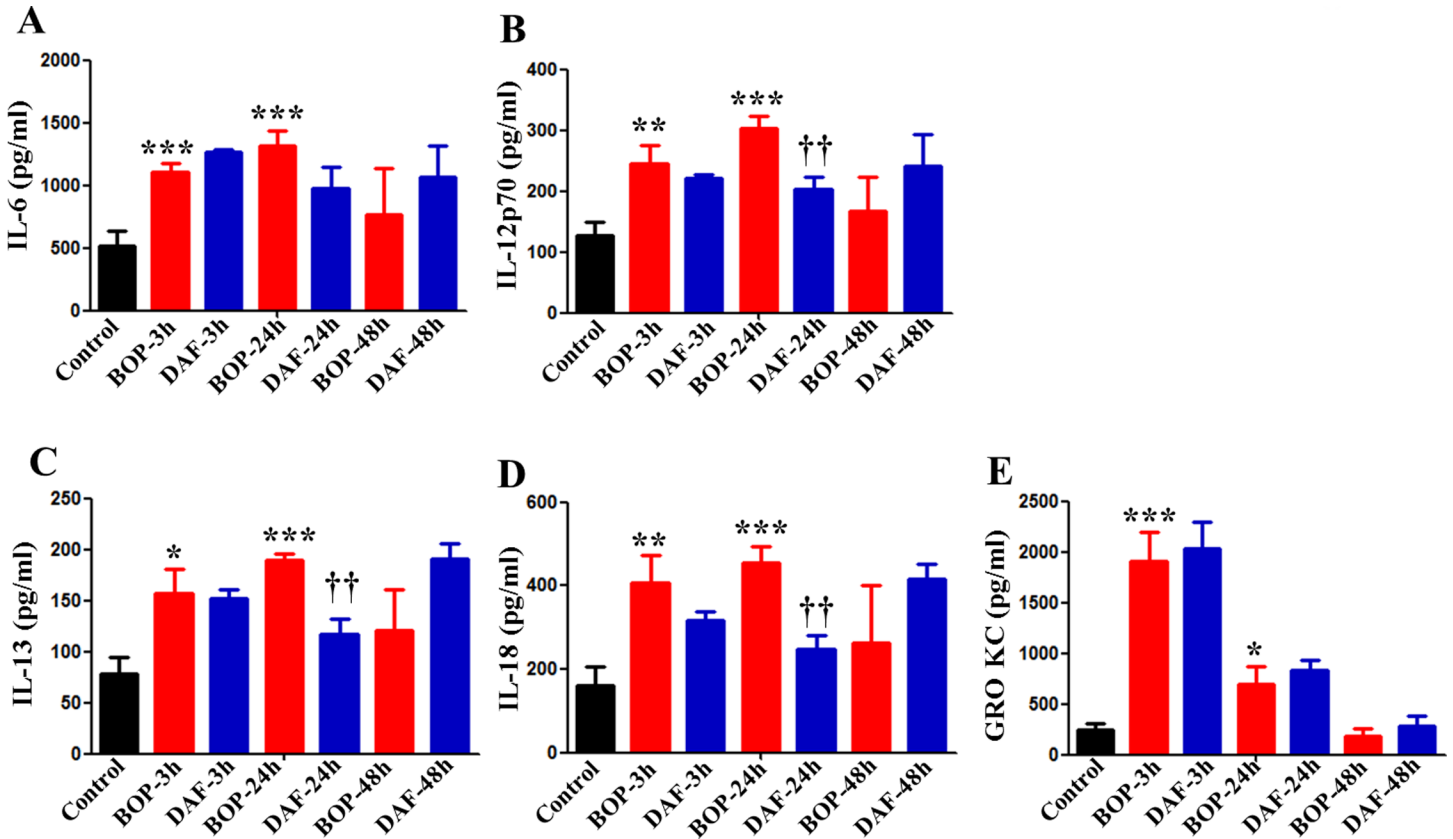 A
IL-6 (pg/ml)
2000
1500
1000
500
0
***
***
Control
BOP-3h
DAF-3h
BOP-24h
DAF-24h
BOP-48h
DAF-48h
B
IL-12p70 (pg/ml)
400
300
200
100
0
**
***
††
Control
BOP-3h
DAF-3h
BOP-24h
DAF-24h
BOP-48h
DAF-48h
C
IL-13 (pg/ml)
250
200
150
100
50
0
*
***
††
Control
BOP-3h
DAF-3h
BOP-24h
DAF-24h
BOP-48h
DAF-48h
D
IL-18 (pg/ml)
600
400
200
0
**
***
††
Control
BOP-3h
DAF-3h
BOP-24h
DAF-24h
BOP-48h
DAF-48h
E
GRO KC (pg/ml)
2500
2000
1500
1000
500
0
***
*
Control
BOP-3h
DAF-3h
BOP-24h
DAF-24h
BOP-48h
DAF-48h